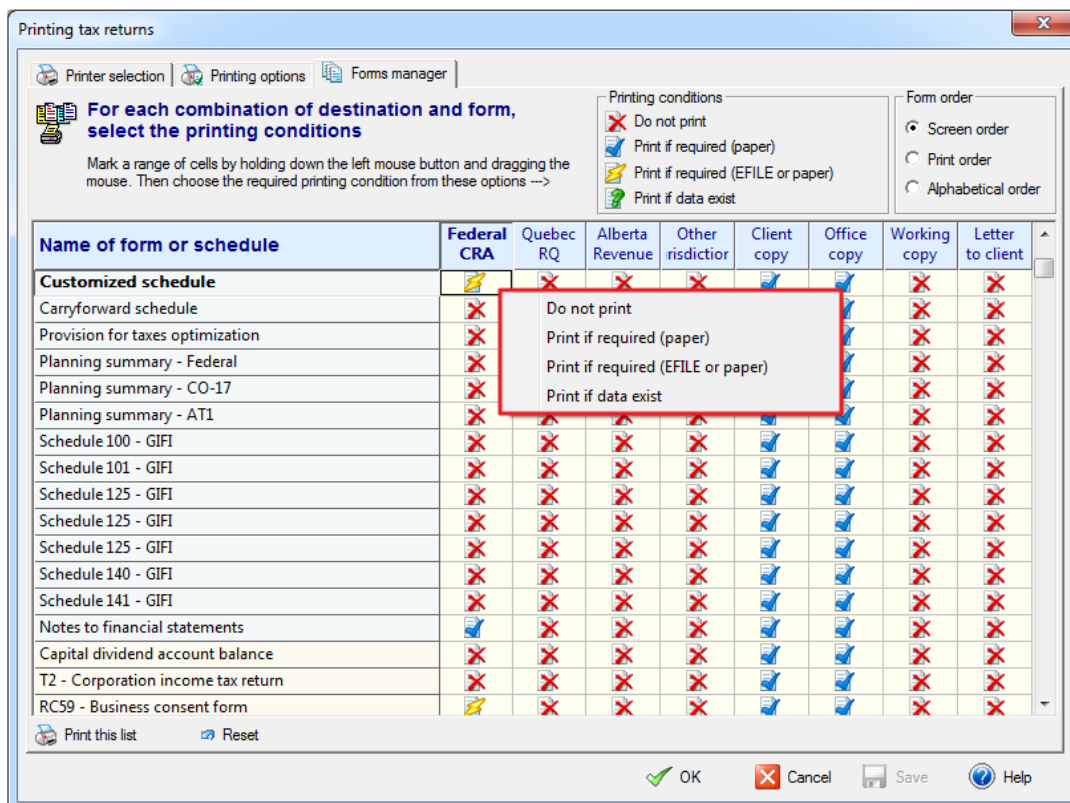 Printing tax returns
Printer selection
Printing options
Forms manager
For each combination of destination and form,
select the printing conditions
Mark a range of cells by holding down the left mouse button and dragging the
mouse. Then choose the required printing condition from these options --->
Printing conditions
Do not print
Print if required (paper)
Print if required (EFILE or paper)
Print if data exist
Form order
Screen order
Print order
Alphabetical order
Name of form or schedule
Federal CRA
Quebec RQ
Alberta Revenue
Other risdictior
Client copy
Office copy
Working copy
Letter to client
Customized schedule
Carryforward schedule
Provision for taxes optimization
Planning summary - Federal
Planning summary - CO-17
Planning summary - AT1
Schedule 100 - GIFI
Schedule 101 - GIFI
Schedule 125 - GIFI
Schedule 125 - GIFI
Schedule 125 - GIFI
Schedule 140 - GIFI
Schedule 141 - GIFI
Notes to financial statements
Capital dividend account balance
T2 - Corporation income tax return
RC59 - Business consent form
Do not print
Print if required (paper)
Print if required (EFILE or paper)
Print if data exist
Print this list
Reset
OK
Cancel
Save
Help